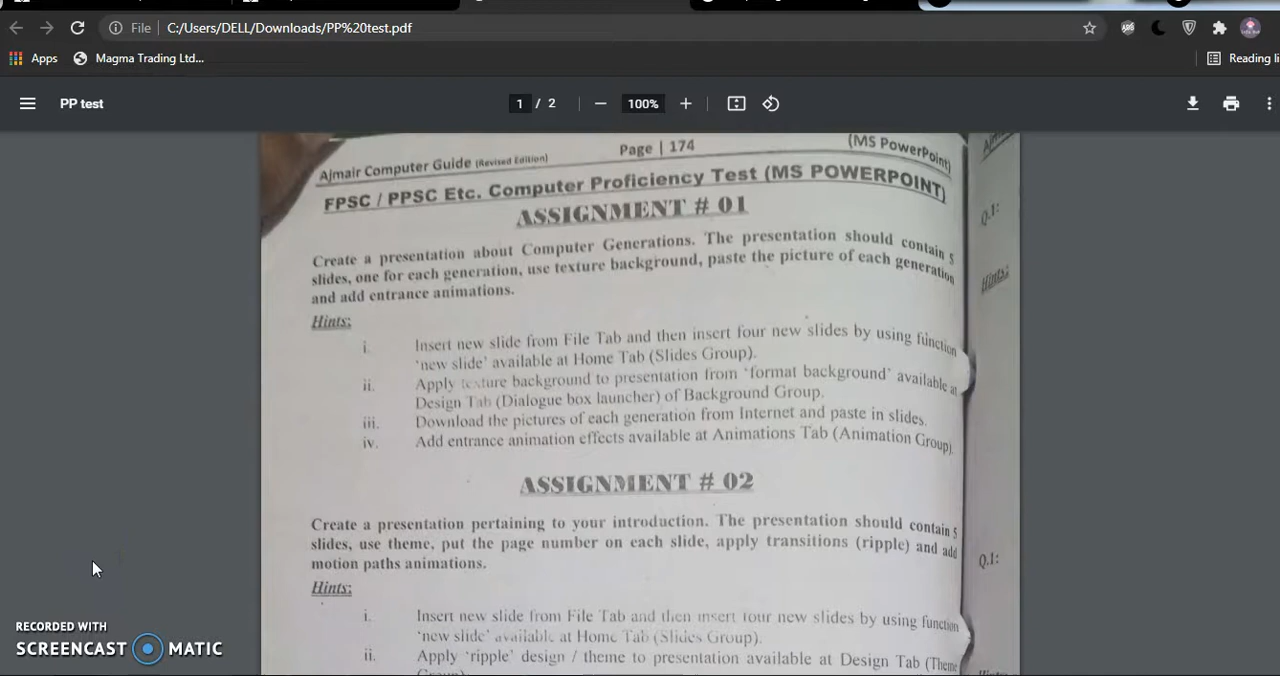 File C:/Users/DELL/Downloads/PP%20test.pdf
Apps Magma Trading Ltd... Reading li
PP test 1 / 2 100%
Ajmair Computer Guide (Revised Edition) Page | 174 (MS PowerPoint)
FPSC / PPSC Etc. Computer Proficiency Test (MS POWERPOINT)
ASSIGNMENT # 01
Q.1:
Create a presentation about Computer Generations. The presentation should contain 5
slides, one for each generation, use texture background, paste the picture of each generation
and add entrance animations.
Hints:
Hints:
i. Insert new slide from File Tab and then insert four new slides by using function
‘new slide’ available at Home Tab (Slides Group).
ii. Apply texture background to presentation from ‘format background’ available at
Design Tab (Dialogue box launcher) of Background Group.
iii. Download the pictures of each generation from Internet and paste in slides.
iv. Add entrance animation effects available at Animations Tab (Animation Group).
ASSIGNMENT # 02
Create a presentation pertaining to your introduction. The presentation should contain 5
slides, use theme, put the page number on each slide, apply transitions (ripple) and add
motion paths animations.
Q.1:
Hints:
i. Insert new slide from File Tab and then insert four new slides by using function
‘new slide’ available at Home Tab (Slides Group).
ii. Apply ‘ripple’ design / theme to presentation available at Design Tab (Theme
RECORDED WITH
SCREENCAST MATIC